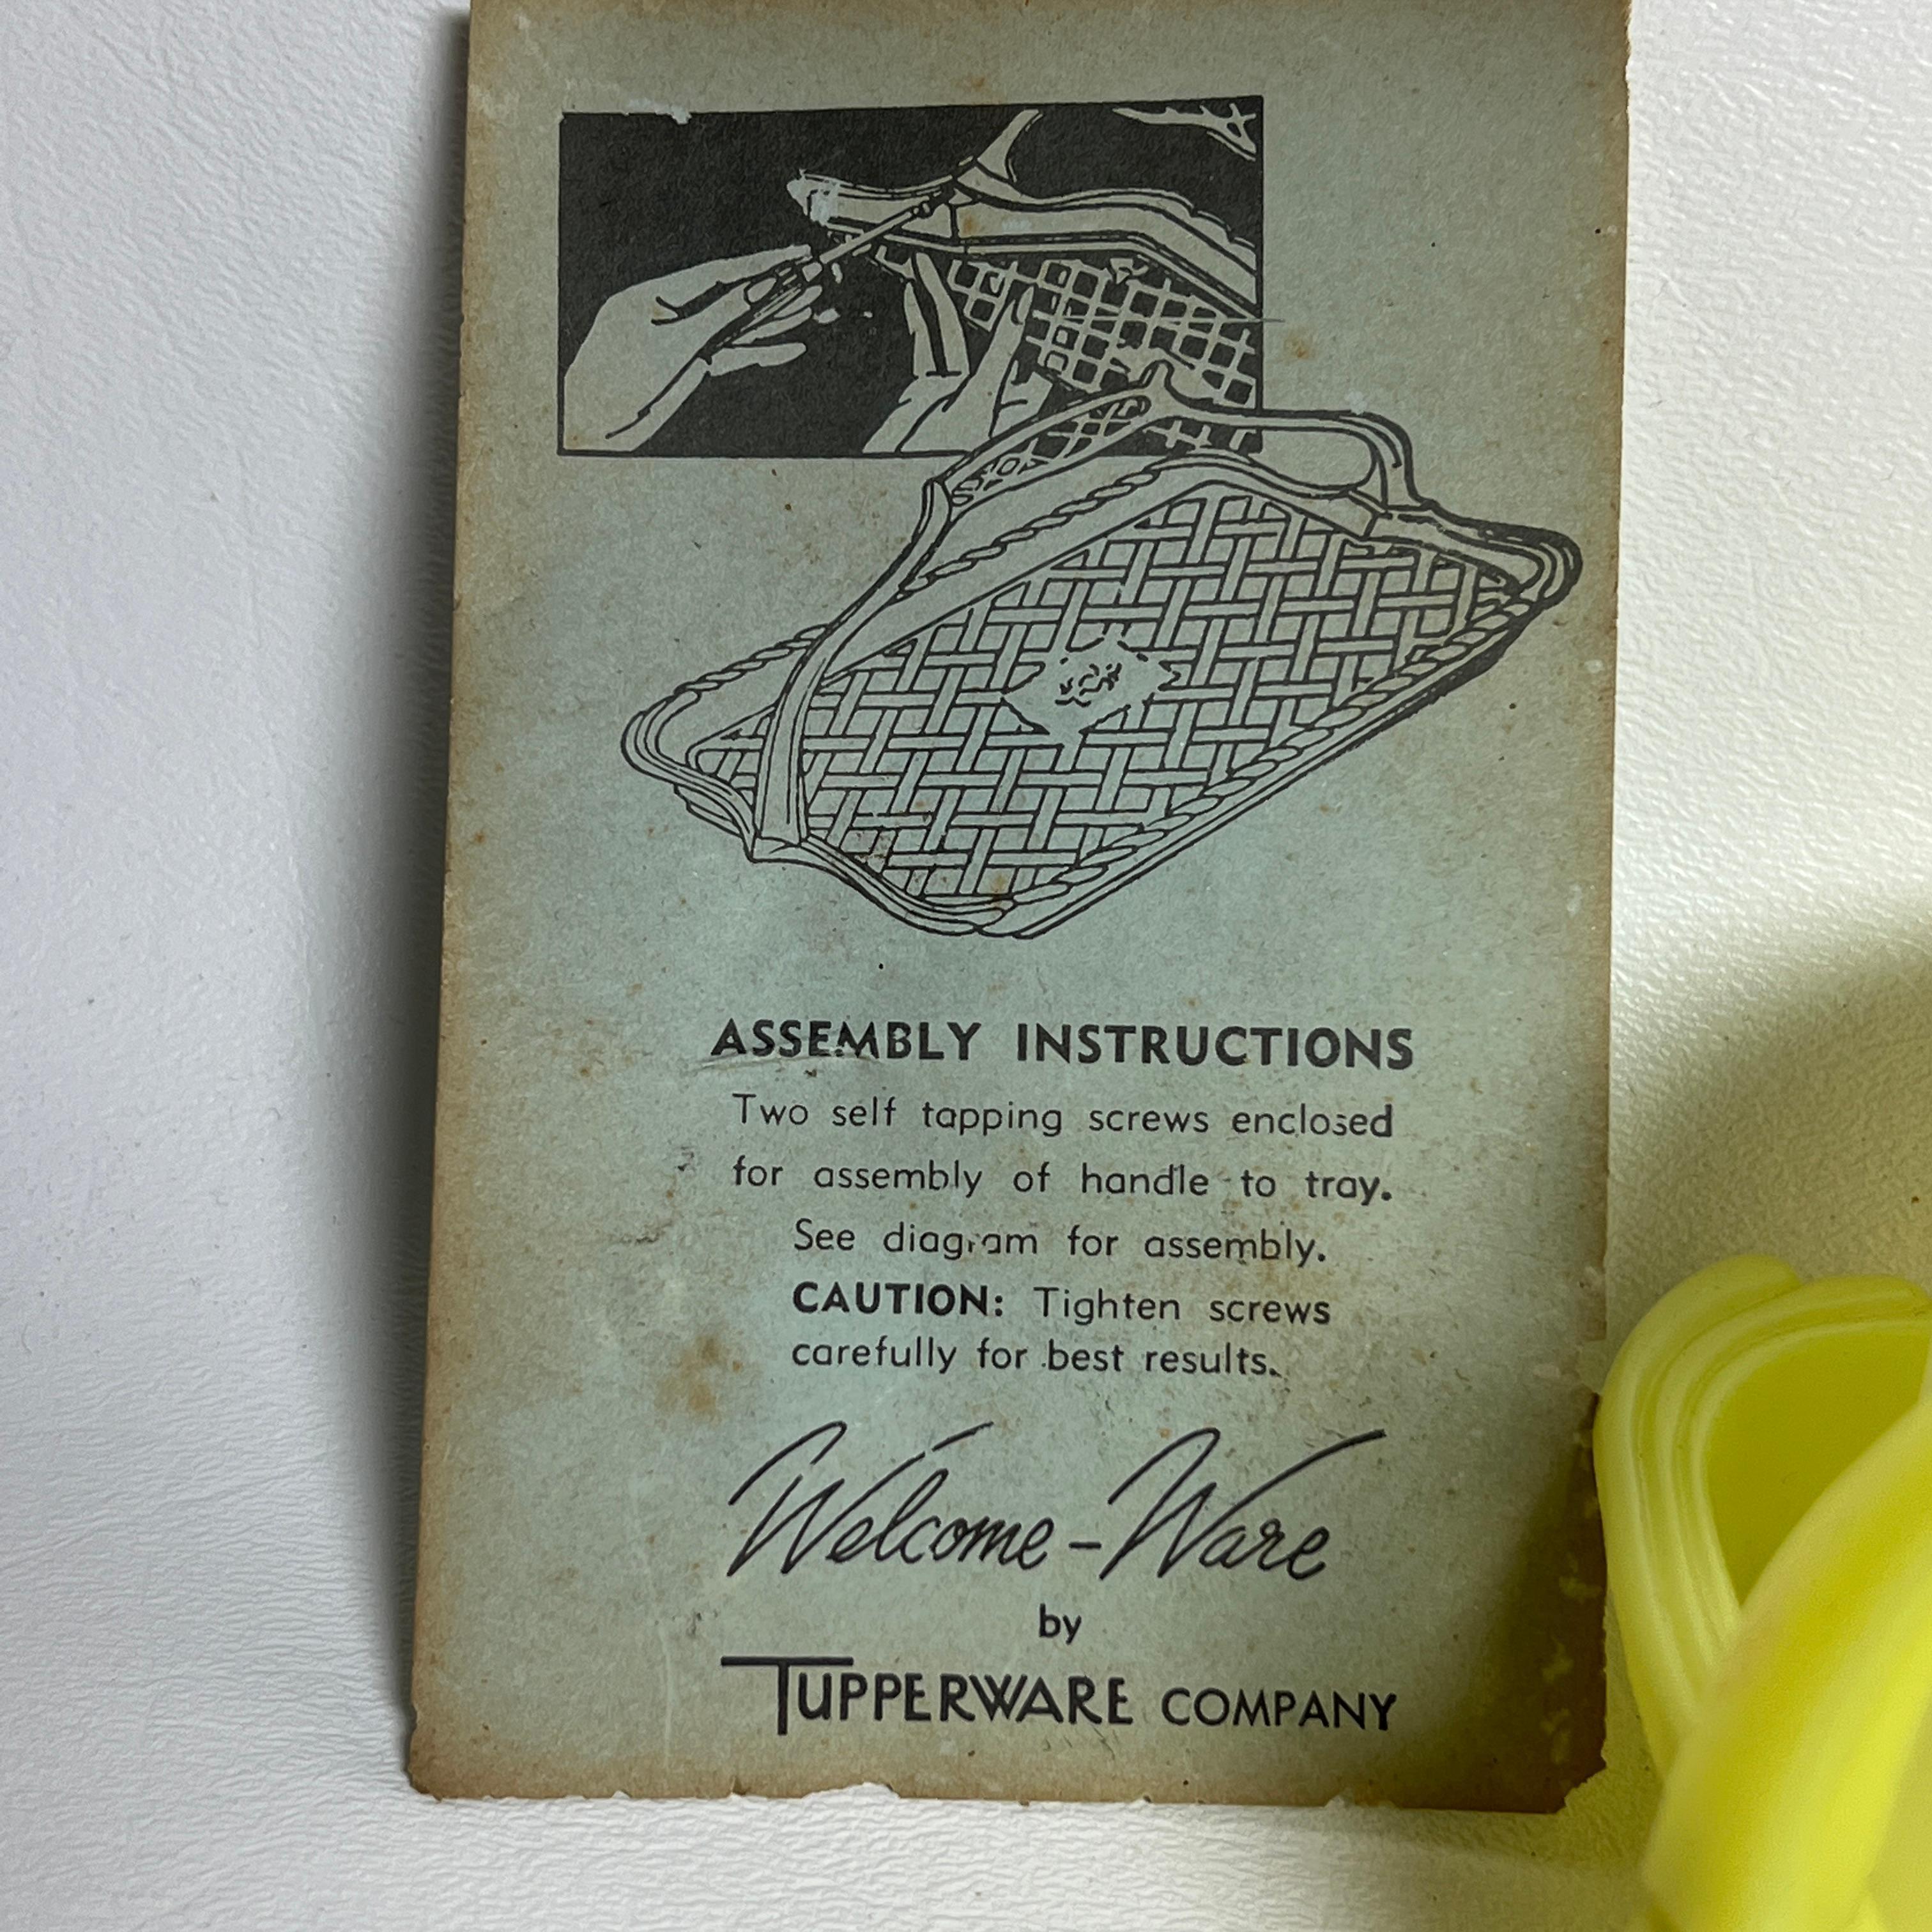 ASSEMBLY INSTRUCTIONS
Two self tapping screws enclosed
for assembly of handle to tray.
See diagram for assembly.
CAUTION: Tighten screws
carefully for best results.
Welcome-Ware
by
TUPPERWARE COMPANY